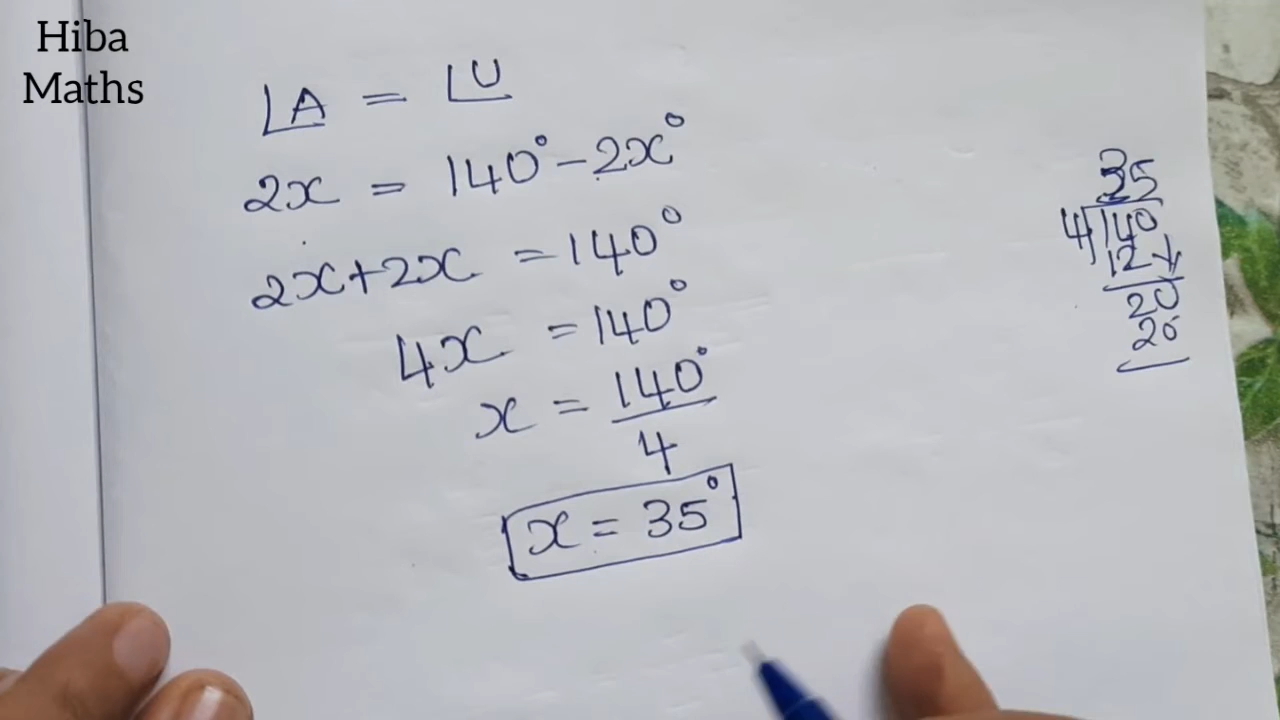 Hiba
Maths
∠A = ∠U
2x = 140° - 2x°
2x + 2x = 140°
4x = 140°
x = 140°
4
x = 35°
35
4 140
12 ↓
20
20